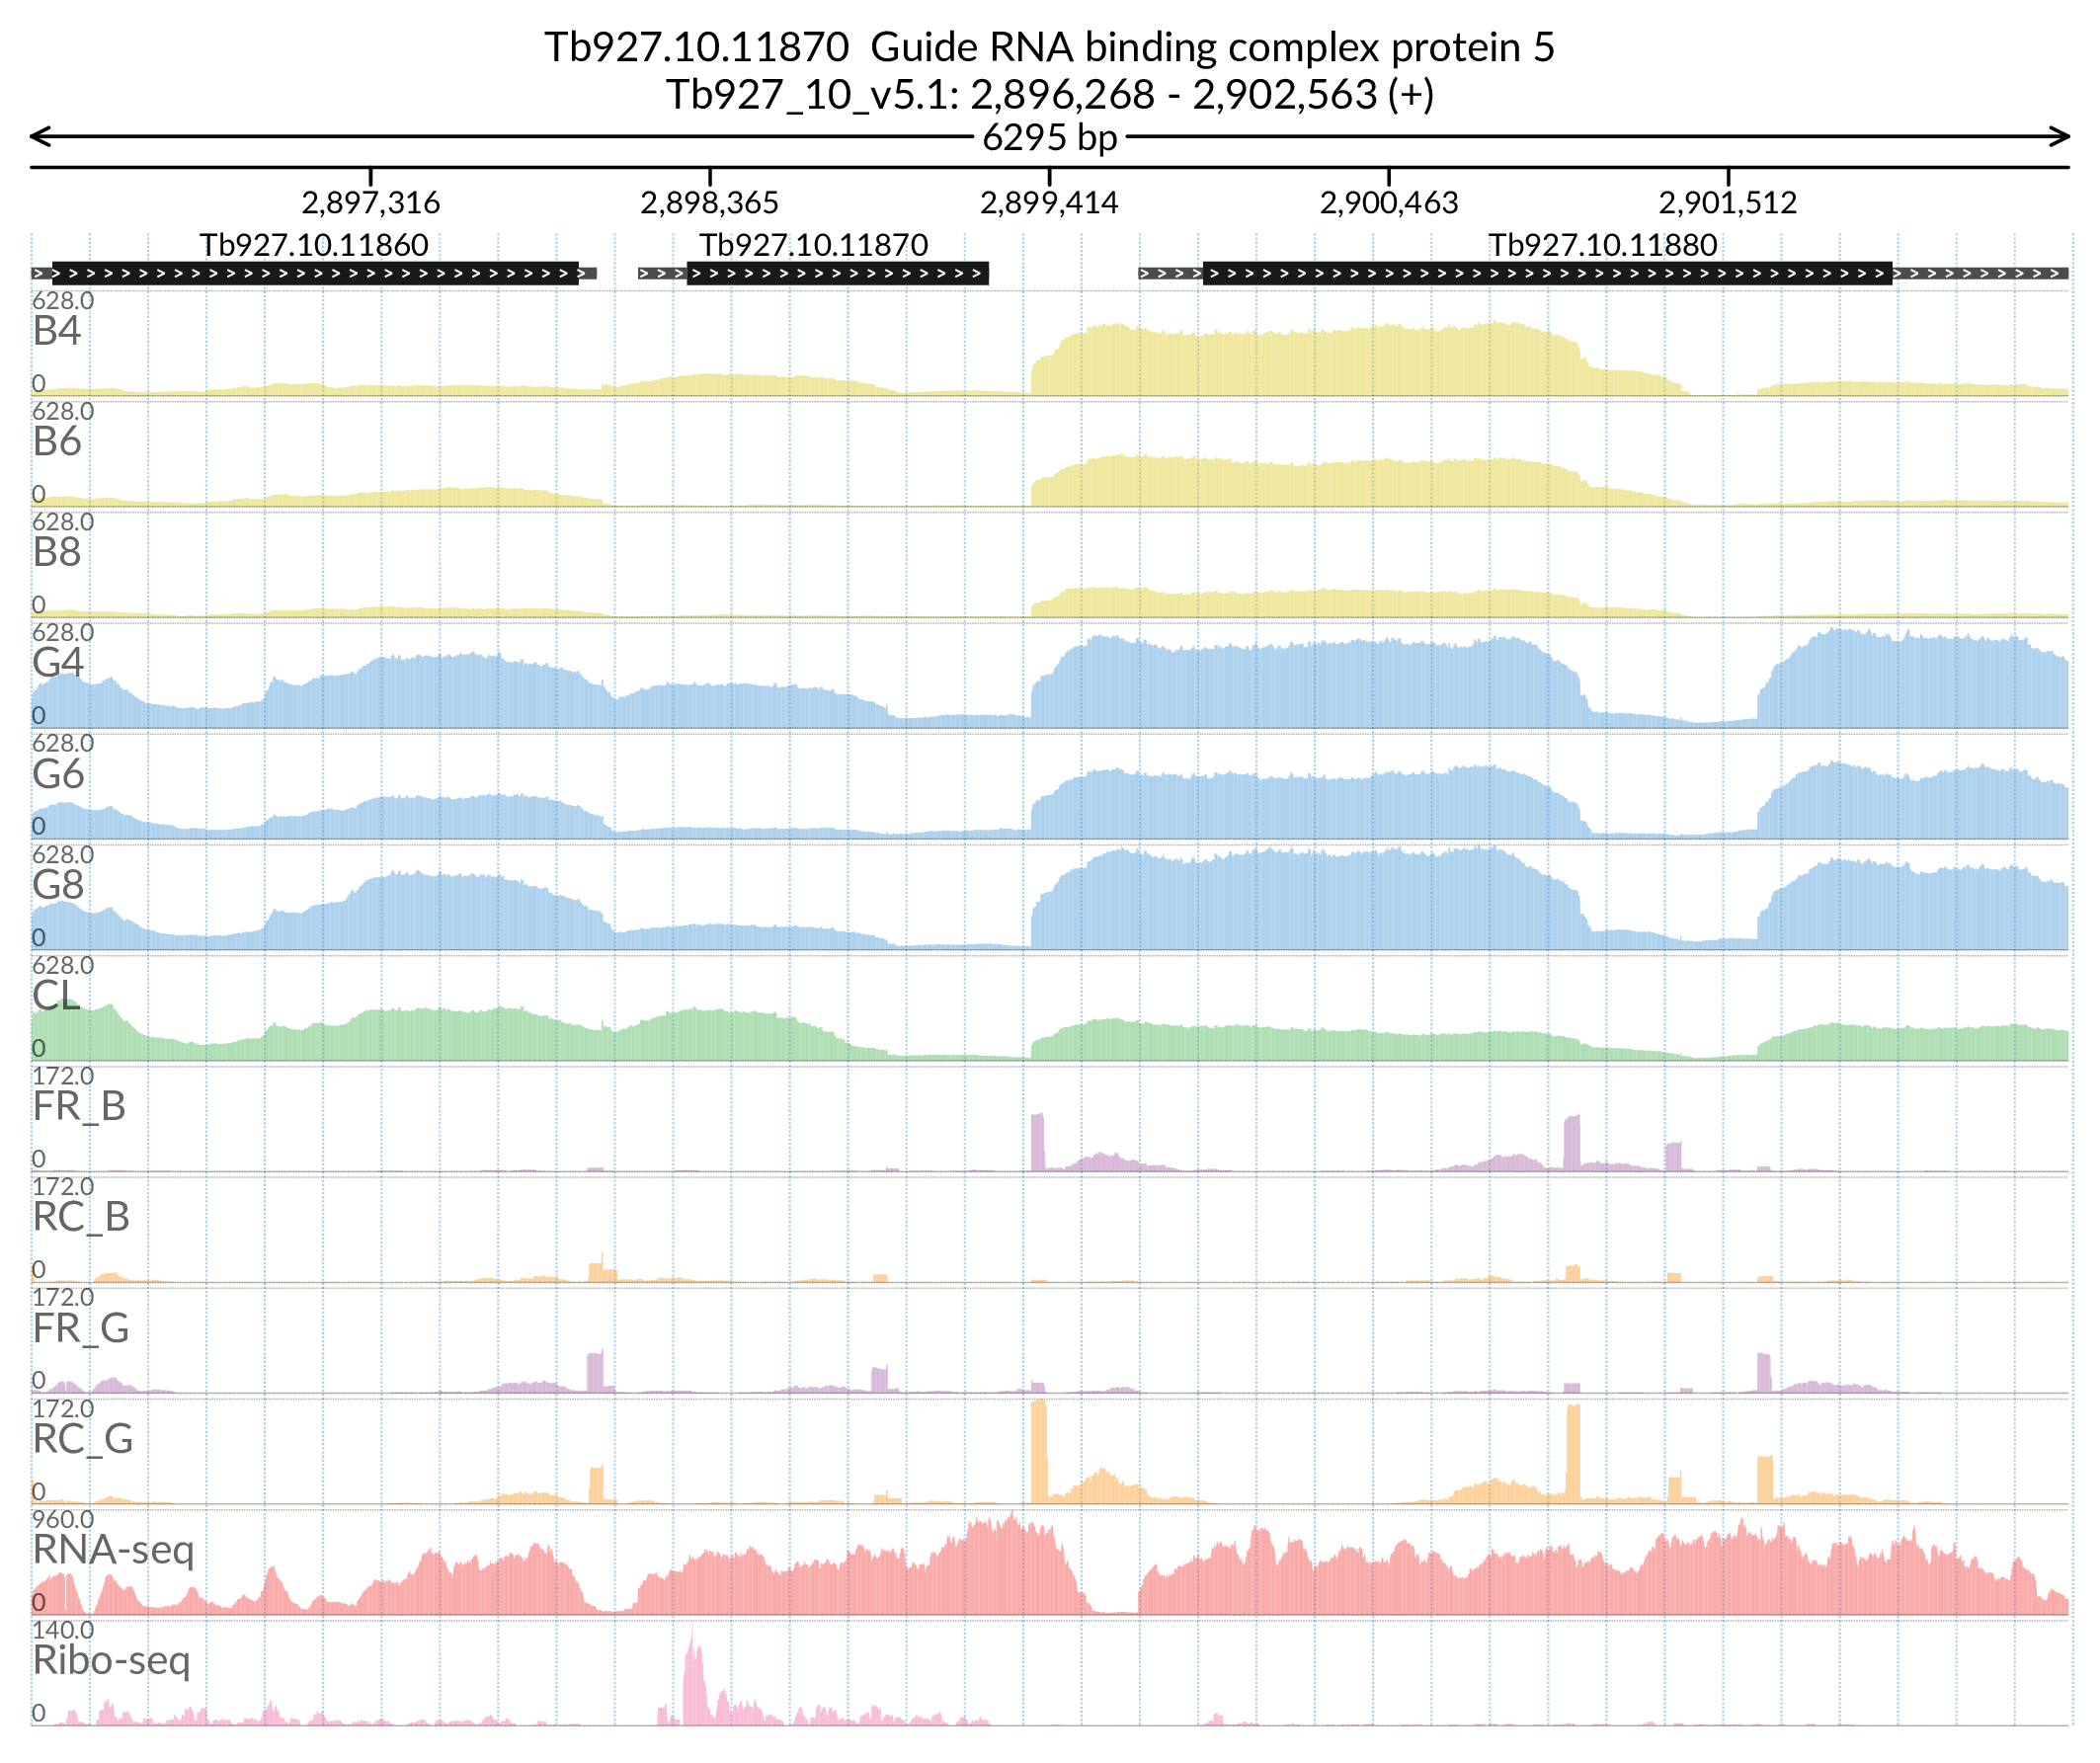 Tb927.10.11870  Guide RNA binding complex protein 5
Tb927_10_v5.1: 2,896,268 - 2,902,563 (+)
6295 bp
2,897,316 2,898,365 2,899,414 2,900,463 2,901,512
Tb927.10.11860 Tb927.10.11870 Tb927.10.11880
628.0
B4
0
628.0
B6
0
628.0
B8
0
628.0
G4
0
628.0
G6
0
628.0
G8
0
628.0
CL
0
172.0
FR_B
0
172.0
RC_B
0
172.0
FR_G
0
172.0
RC_G
0
960.0
RNA-seq
0
140.0
Ribo-seq
0